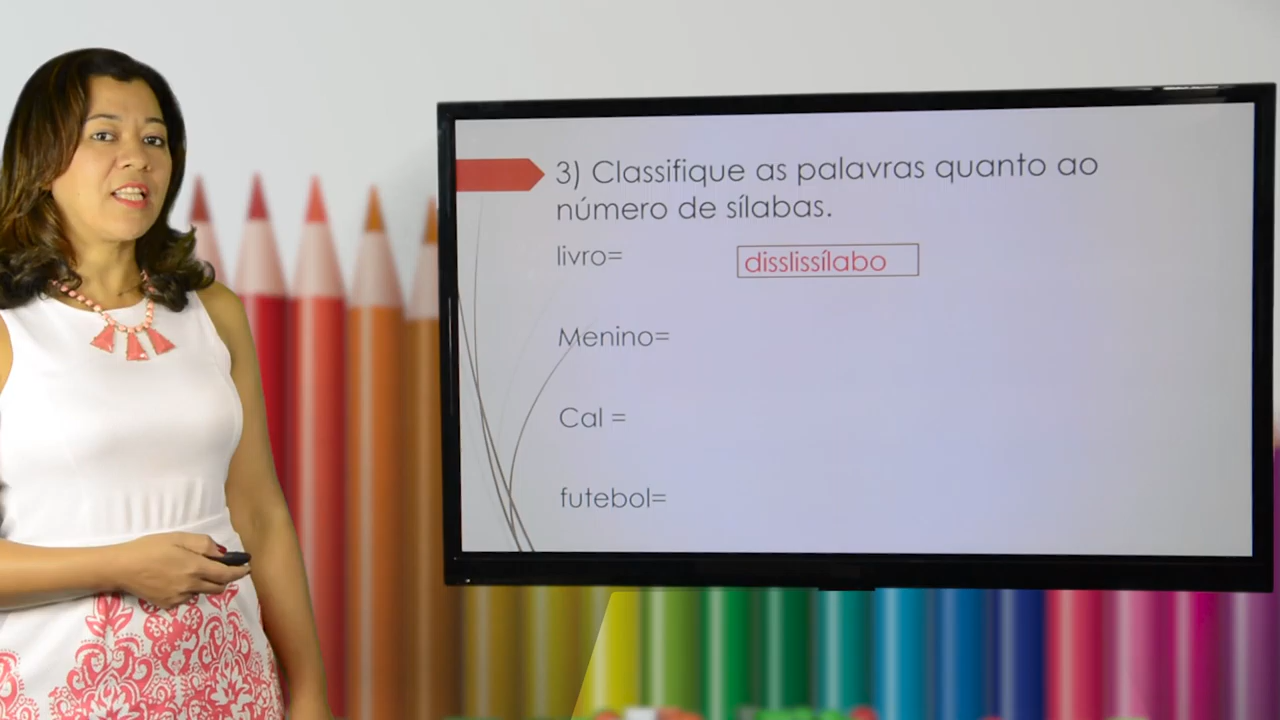 3) Classifique as palavras quanto ao
número de sílabas.
livro= disslissílabo
Menino=
Cal =
futebol=